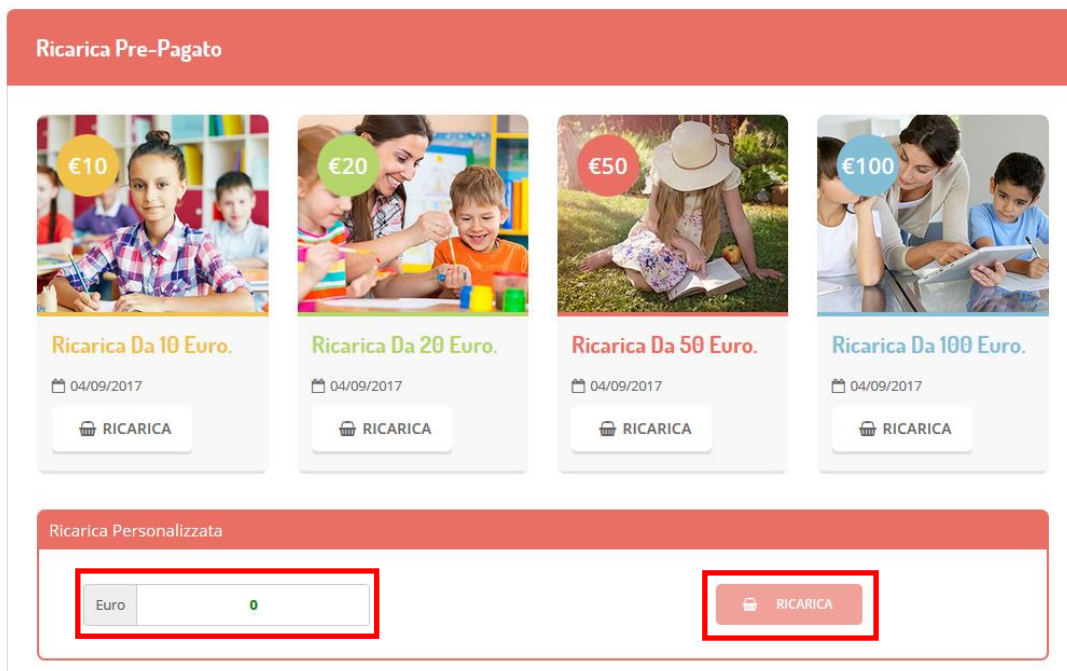 Ricarica Pre-Pagato
€10
€20
€50
€100
Ricarica Da 10 Euro.
Ricarica Da 20 Euro.
Ricarica Da 50 Euro.
Ricarica Da 100 Euro.
04/09/2017
04/09/2017
04/09/2017
04/09/2017
RICARICA
RICARICA
RICARICA
RICARICA
Ricarica Personalizzata
Euro 0
RICARICA